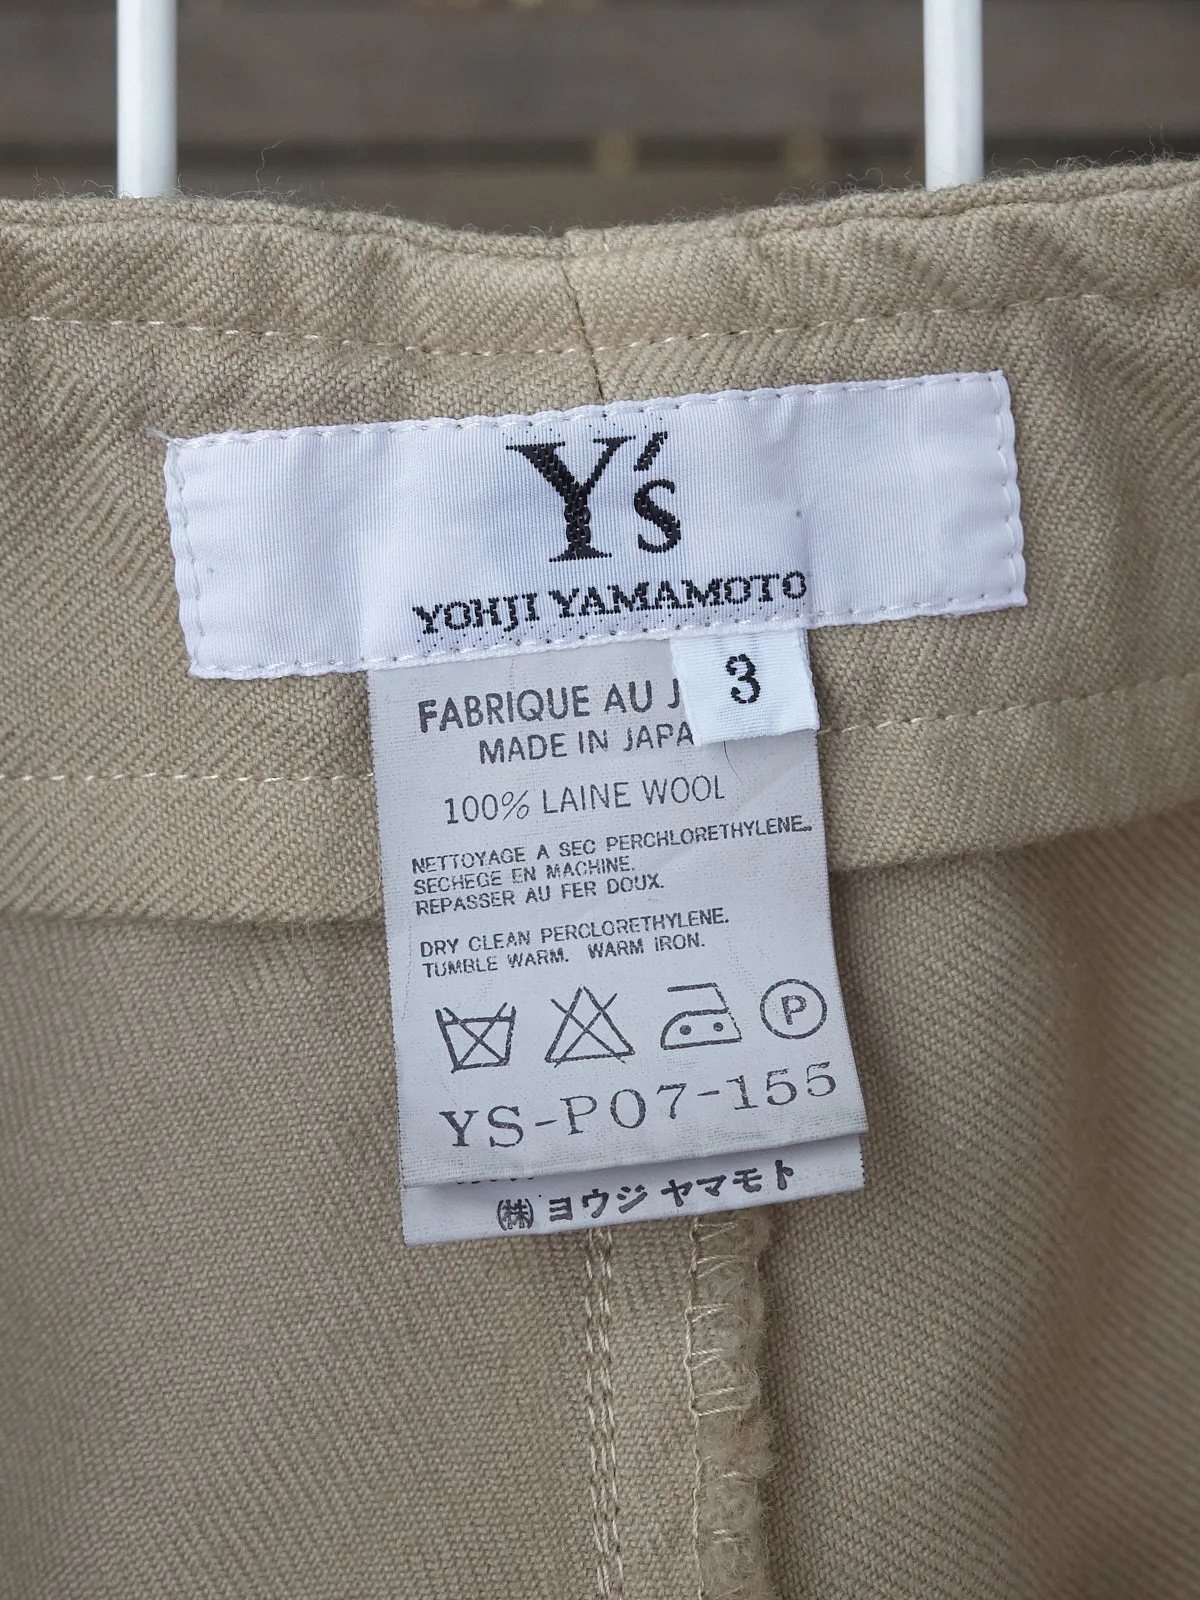 Y's
YOHJI YAMAMOTO
3
FABRIQUE AU
MADE IN JAPA
100% LAINE WOOL
NETTOYAGE A SEC PERCHLORETHYLENE.
SECHEGE EN MACHINE.
REPASSER AU FER DOUX.
DRY CLEAN PERCLORETHYLENE.
TUMBLE WARM. WARM IRON.
P
YS-P07-155
㈱ ヨウジ ヤマモト